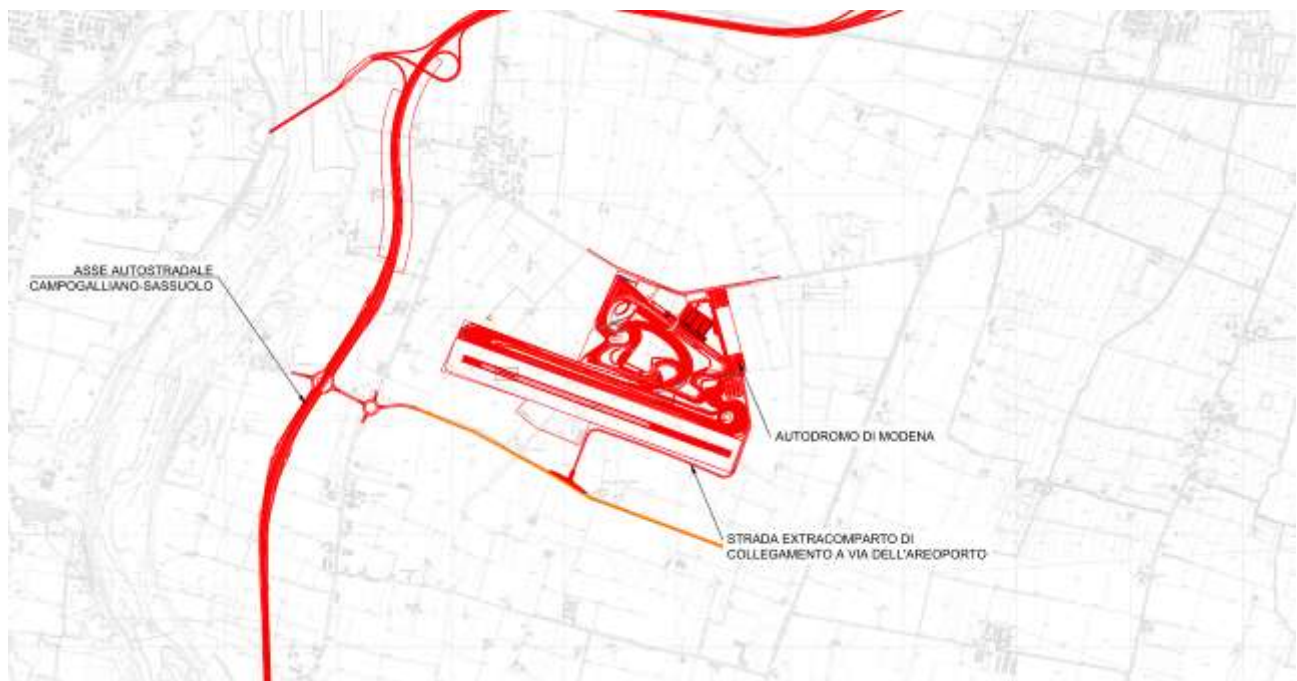 ASSE AUTOSTRADALE
CAMPOGALLIANO-SASSUOLO
AUTODROMO DI MODENA
STRADA EXTRACOMPARTO DI
COLLEGAMENTO A VIA DELL'AREOPORTO